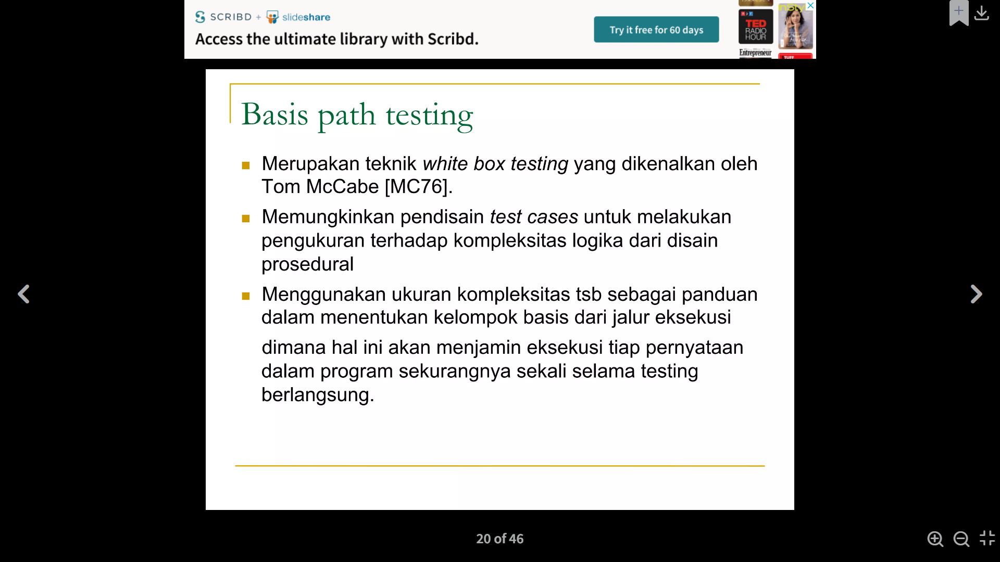 SCRIBD + slideshare
Access the ultimate library with Scribd.
Try it free for 60 days
TED
RADIO
HOUR
InStyl
Entrepreneur
Basis path testing
Merupakan teknik white box testing yang dikenalkan oleh
Tom McCabe [MC76].
Memungkinkan pendisain test cases untuk melakukan
pengukuran terhadap kompleksitas logika dari disain
prosedural
Menggunakan ukuran kompleksitas tsb sebagai panduan
dalam menentukan kelompok basis dari jalur eksekusi
dimana hal ini akan menjamin eksekusi tiap pernyataan
dalam program sekurangnya sekali selama testing
berlangsung.
20 of 46